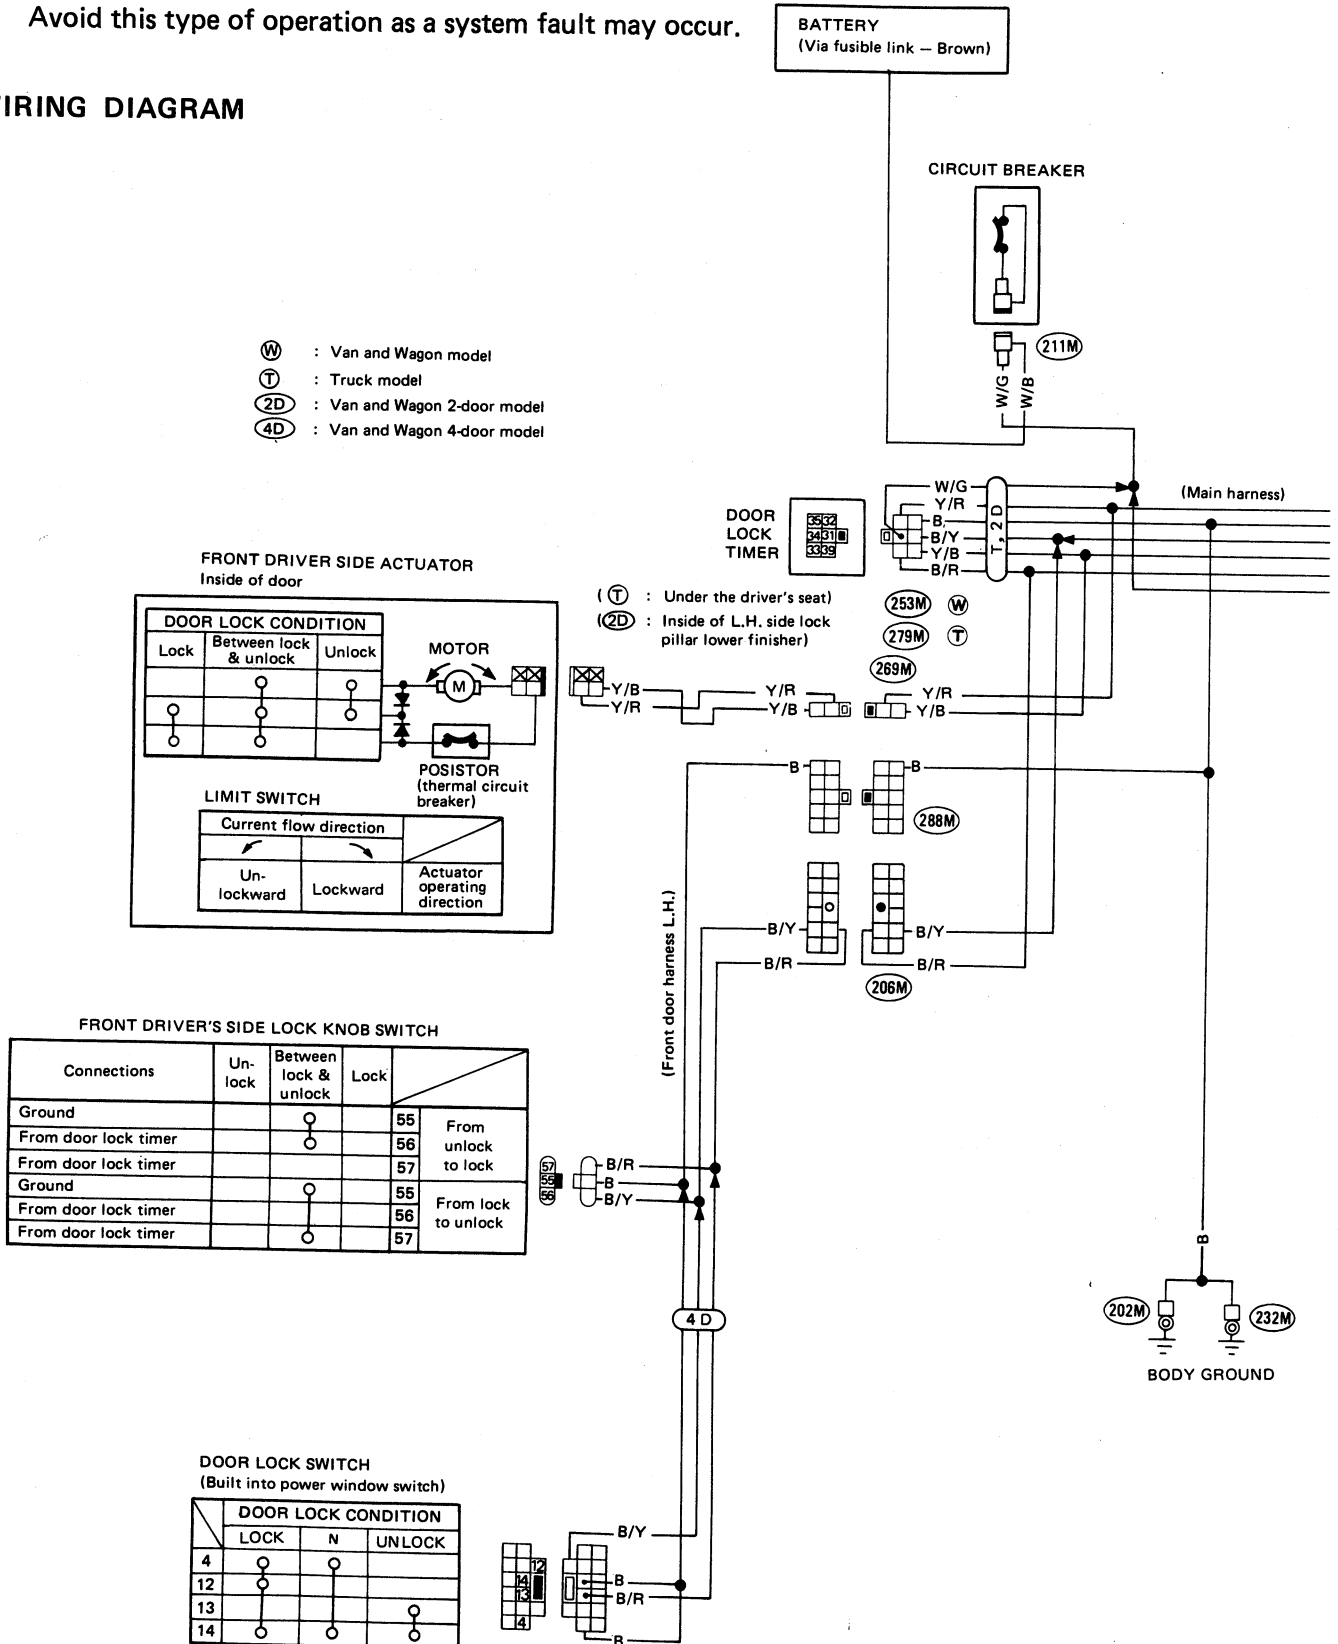 Avoid this type of operation as a system fault may occur.
BATTERY
(Via fusible link — Brown)
IRING DIAGRAM
CIRCUIT BREAKER
211M
W/G
W/B
W : Van and Wagon model
T : Truck model
2D : Van and Wagon 2-door model
4D : Van and Wagon 4-door model
DOOR
LOCK
TIMER
35 32
34 31
33 39
W/G
Y/R
B
B/Y
Y/B
B/R
T, 2D
(Main harness)
(T : Under the driver's seat)
(2D : Inside of L.H. side lock
pillar lower finisher)
253M W
279M T
269M
FRONT DRIVER SIDE ACTUATOR
Inside of door
DOOR LOCK CONDITION
Lock
Between lock
& unlock
Unlock
MOTOR
M
POSISTOR
(thermal circuit
breaker)
LIMIT SWITCH
Current flow direction
Un-
lockward
Lockward
Actuator
operating
direction
Y/B
Y/R
Y/R
Y/B
Y/R
Y/B
B
B
288M
B/Y
B/R
B/Y
B/R
206M
(Front door harness L.H.)
FRONT DRIVER'S SIDE LOCK KNOB SWITCH
Connections
Un-
lock
Between
lock &
unlock
Lock
Ground 55
From door lock timer 56
From door lock timer 57
From
unlock
to lock
Ground 55
From door lock timer 56
From door lock timer 57
From lock
to unlock
57
55
56
B/R
B
B/Y
4D
B
202M
232M
BODY GROUND
DOOR LOCK SWITCH
(Built into power window switch)
DOOR LOCK CONDITION
LOCK N UNLOCK
4
12
13
14
12
14
13
4
B/Y
B
B/R
B